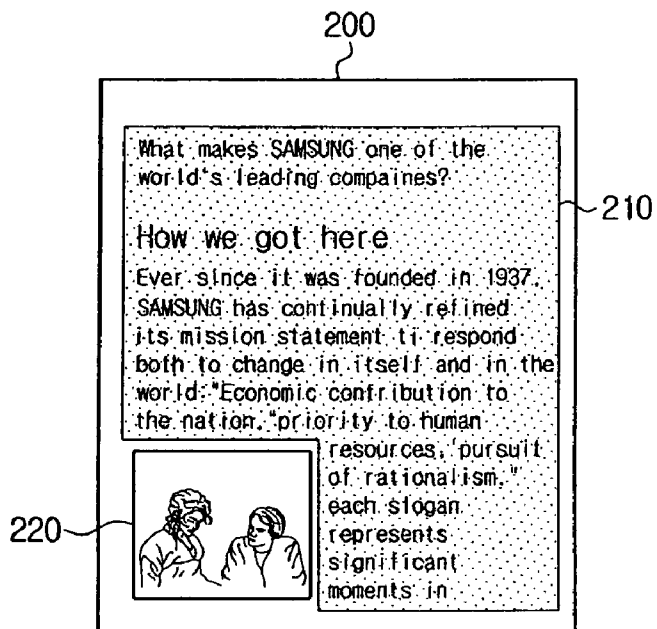 200
What makes SAMSUNG one of the
world's leading compaines?
210
How we got here
Ever since it was founded in 1937.
SAMSUNG has continually refined
its mission statement ti respond
both to change in itself and in the
world: "Economic contribution to
the nation, "priority to human
resources, 'pursuit
of rationalism."
each slogan
220
represents
significant
moments in